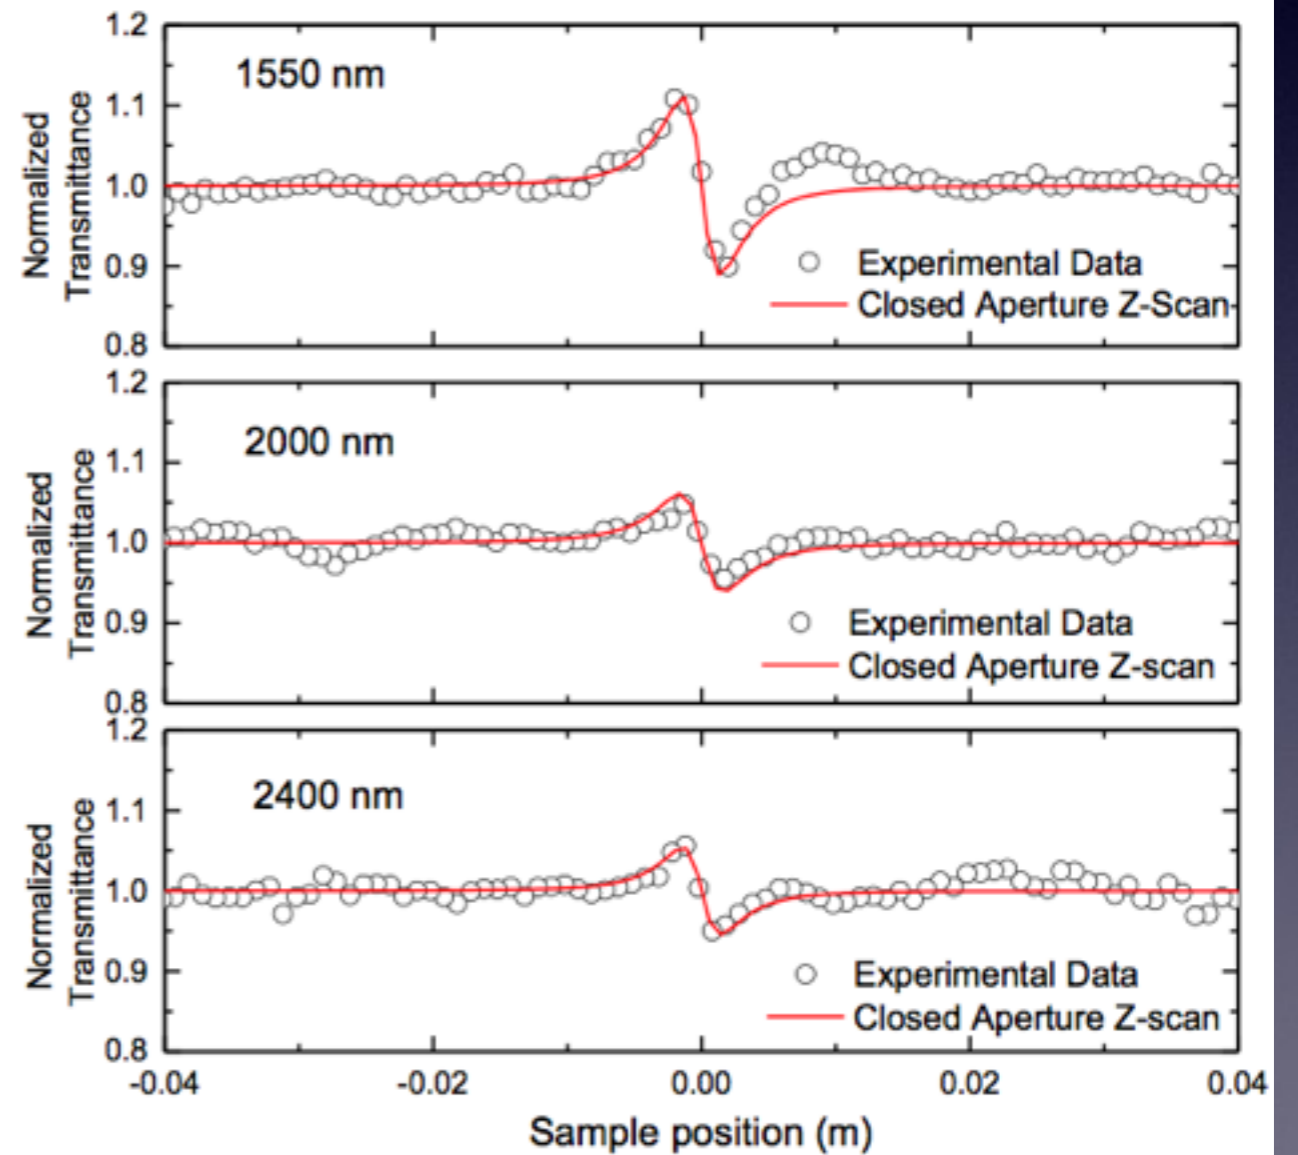 1.2
1550 nm
1.1
1.0
0.9
0.8
Normalized
Transmittance
Experimental Data
Closed Aperture Z-Scan
1.2
2000 nm
1.1
1.0
0.9
0.8
Normalized
Transmittance
Experimental Data
Closed Aperture Z-scan
1.2
2400 nm
1.1
1.0
0.9
0.8
Normalized
Transmittance
Experimental Data
Closed Aperture Z-scan
-0.04 -0.02 0.00 0.02 0.04
Sample position (m)